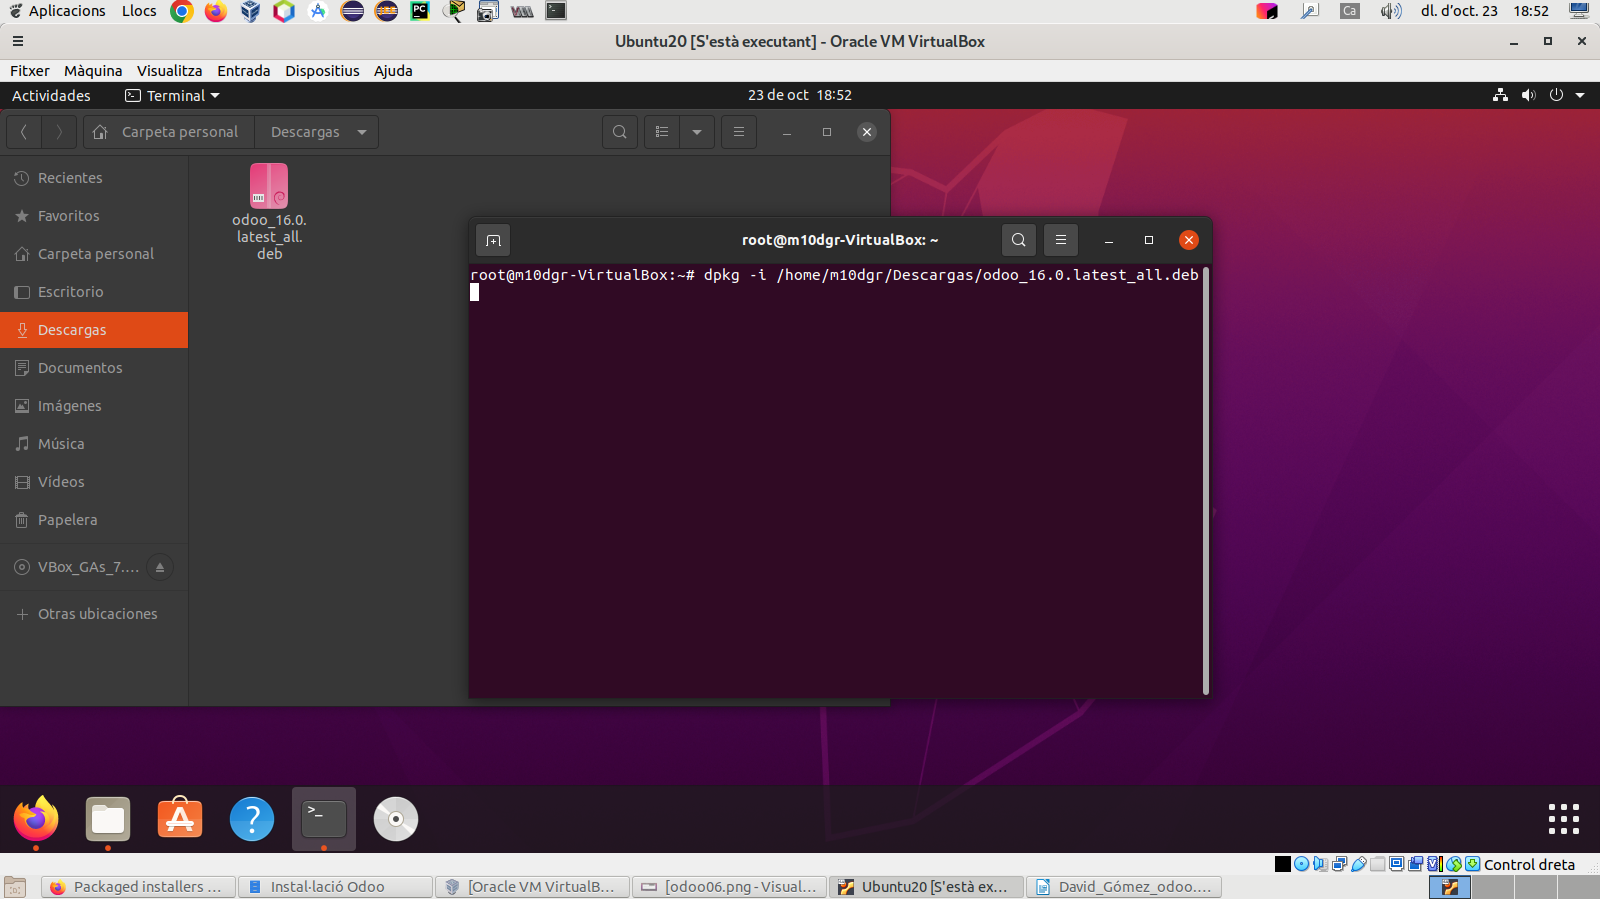 Aplicacions Llocs Ca dl. d'oct. 23 18:52
Ubuntu20 [S'està executant] - Oracle VM VirtualBox
Fitxer Màquina Visualitza Entrada Dispositius Ajuda
Actividades Terminal 23 de oct 18:52
Carpeta personal Descargas
Recientes
Favoritos
Carpeta personal
Escritorio
Descargas
Documentos
Imágenes
Música
Vídeos
Papelera
VBox_GAs_7....
Otras ubicaciones
odoo_16.0.
latest_all.
deb
root@m10dgr-VirtualBox: ~
root@m10dgr-VirtualBox:~# dpkg -i /home/m10dgr/Descargas/odoo_16.0.latest_all.deb
Control dreta
Packaged installers ... Instal·lació Odoo [Oracle VM VirtualB... [odoo06.png - Visual... Ubuntu20 [S'està ex... David_Gómez_odoo....